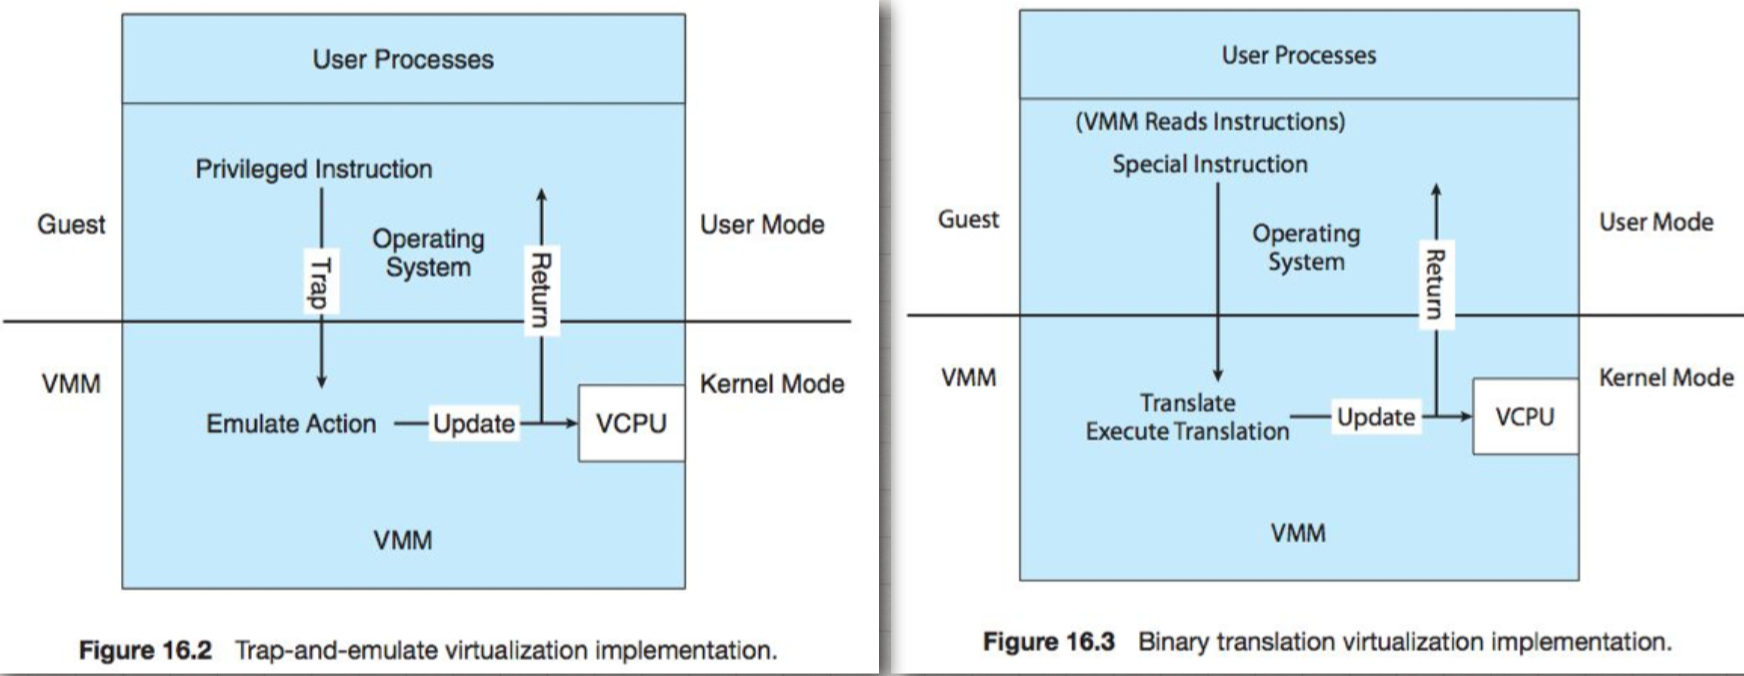 User Processes
Privileged Instruction
Guest
Operating
System
User Mode
Trap
Return
VMM
Kernel Mode
Emulate Action
Update
VCPU
VMM
Figure 16.2 Trap-and-emulate virtualization implementation.
User Processes
(VMM Reads Instructions)
Special Instruction
Guest
Operating
System
User Mode
Return
VMM
Kernel Mode
Translate
Execute Translation
Update
VCPU
VMM
Figure 16.3 Binary translation virtualization implementation.